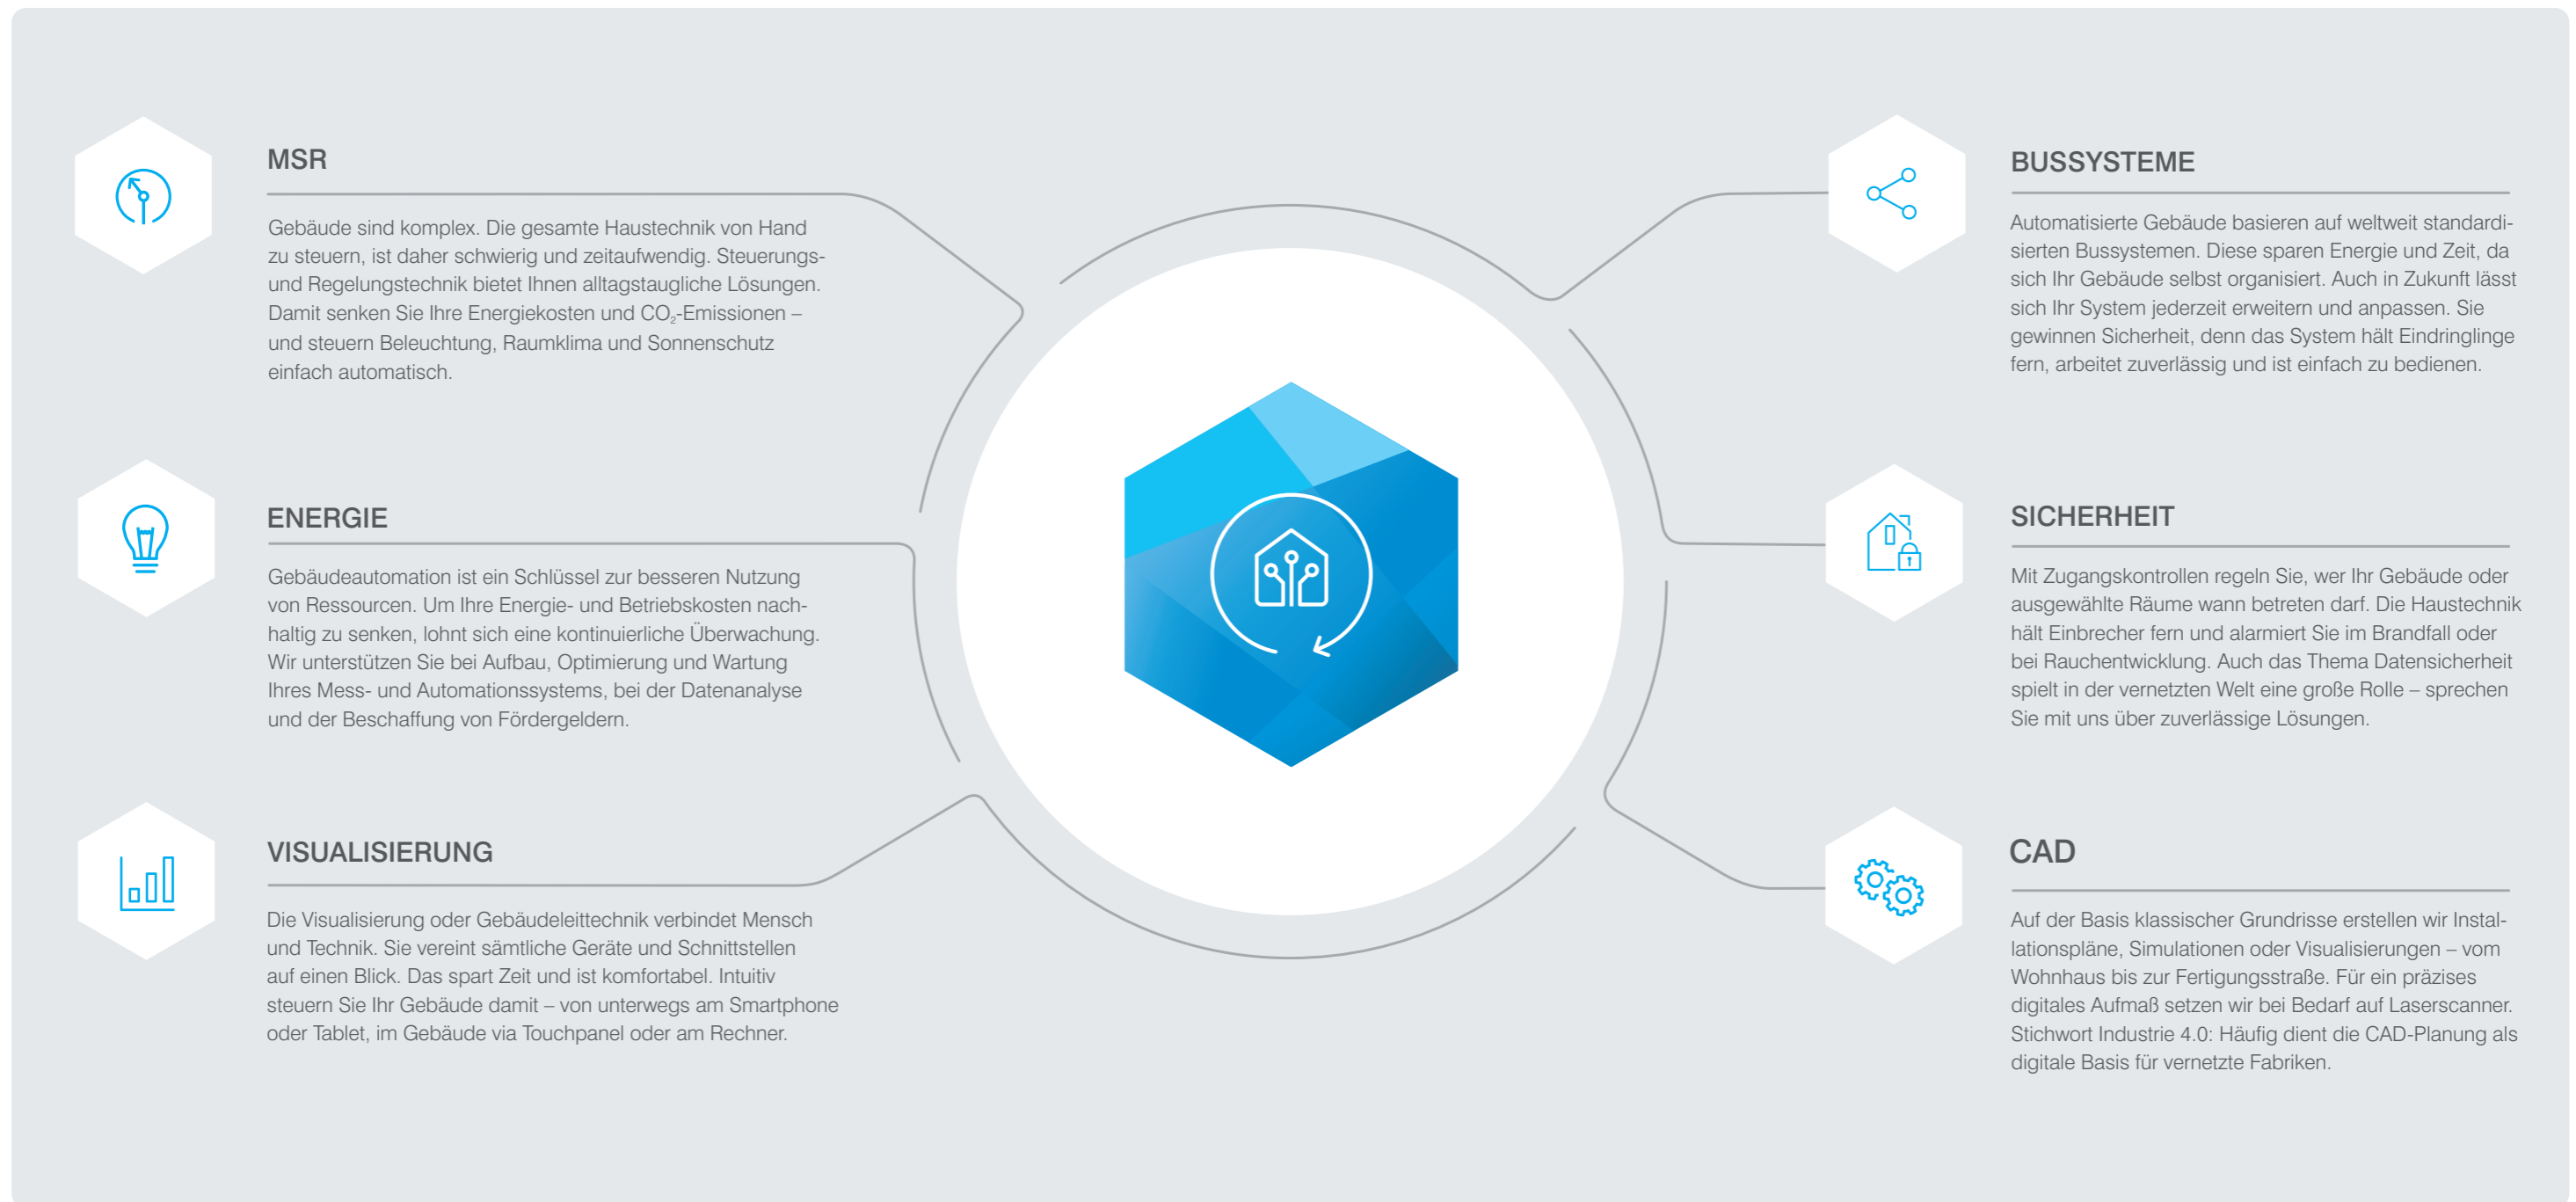 MSR
Gebäude sind komplex. Die gesamte Haustechnik von Hand
zu steuern, ist daher schwierig und zeitaufwendig. Steuerungs-
und Regelungstechnik bietet Ihnen alltagstaugliche Lösungen.
Damit senken Sie Ihre Energiekosten und CO₂-Emissionen –
und steuern Beleuchtung, Raumklima und Sonnenschutz
einfach automatisch.
ENERGIE
Gebäudeautomation ist ein Schlüssel zur besseren Nutzung
von Ressourcen. Um Ihre Energie- und Betriebskosten nach-
haltig zu senken, lohnt sich eine kontinuierliche Überwachung.
Wir unterstützen Sie bei Aufbau, Optimierung und Wartung
Ihres Mess- und Automationssystems, bei der Datenanalyse
und der Beschaffung von Fördergeldern.
VISUALISIERUNG
Die Visualisierung oder Gebäudeleittechnik verbindet Mensch
und Technik. Sie vereint sämtliche Geräte und Schnittstellen
auf einen Blick. Das spart Zeit und ist komfortabel. Intuitiv
steuern Sie Ihr Gebäude damit – von unterwegs am Smartphone
oder Tablet, im Gebäude via Touchpanel oder am Rechner.
BUSSYSTEME
Automatisierte Gebäude basieren auf weltweit standardi-
sierten Bussystemen. Diese sparen Energie und Zeit, da
sich Ihr Gebäude selbst organisiert. Auch in Zukunft lässt
sich Ihr System jederzeit erweitern und anpassen. Sie
gewinnen Sicherheit, denn das System hält Eindringlinge
fern, arbeitet zuverlässig und ist einfach zu bedienen.
SICHERHEIT
Mit Zugangskontrollen regeln Sie, wer Ihr Gebäude oder
ausgewählte Räume wann betreten darf. Die Haustechnik
hält Einbrecher fern und alarmiert Sie im Brandfall oder
bei Rauchentwicklung. Auch das Thema Datensicherheit
spielt in der vernetzten Welt eine große Rolle – sprechen
Sie mit uns über zuverlässige Lösungen.
CAD
Auf der Basis klassischer Grundrisse erstellen wir Instal-
lationspläne, Simulationen oder Visualisierungen – vom
Wohnhaus bis zur Fertigungsstraße. Für ein präzises
digitales Aufmaß setzen wir bei Bedarf auf Laserscanner.
Stichwort Industrie 4.0: Häufig dient die CAD-Planung als
digitale Basis für vernetzte Fabriken.